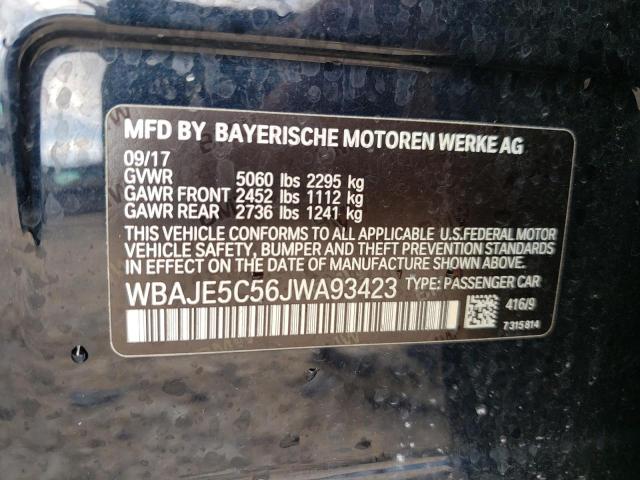 MFD BY BAYERISCHE MOTOREN WERKE AG
09/17
GVWR 5060 lbs 2295 kg
GAWR FRONT 2452 lbs 1112 kg
GAWR REAR 2736 lbs 1241 kg
THIS VEHICLE CONFORMS TO ALL APPLICABLE U.S.FEDERAL MOTOR
VEHICLE SAFETY, BUMPER AND THEFT PREVENTION STANDARDS
IN EFFECT ON THE DATE OF MANUFACTURE SHOWN ABOVE.
WBAJE5C56JWA93423 TYPE: PASSENGER CAR
416/9
7315814